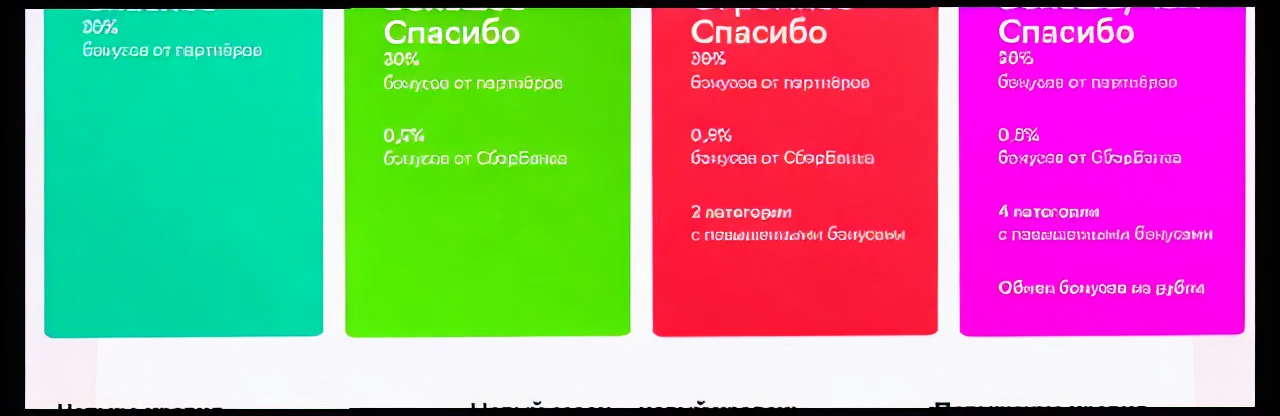 30%
бонусов от партнёров
Спасибо
30%
бонусов от партнёров
0,5%
бонусов от СберБанка
Спасибо
30%
бонусов от партнёров
0,5%
бонусов от СберБанка
2 категории
с повышенными бонусами
Спасибо
30%
бонусов от партнёров
0,5%
бонусов от СберБанка
4 категории
с повышенными бонусами
Обмен бонусов на рубли